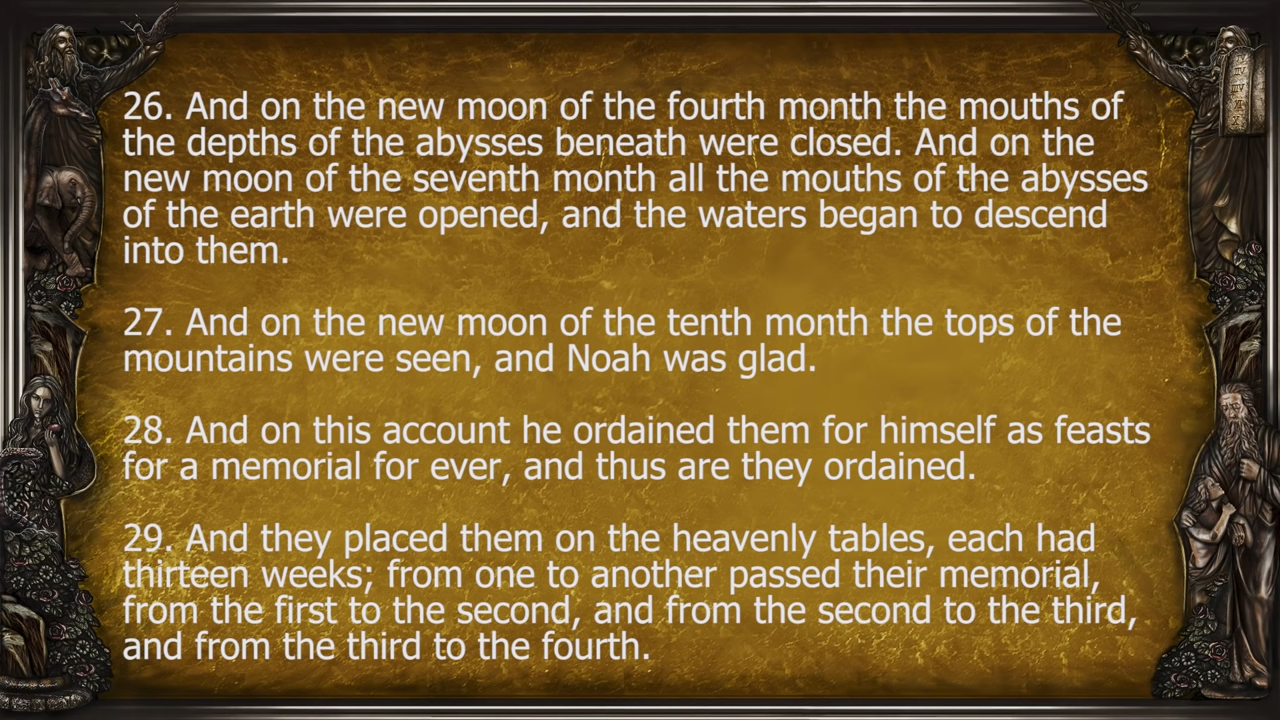 26. And on the new moon of the fourth month the mouths of
the depths of the abysses beneath were closed. And on the
new moon of the seventh month all the mouths of the abysses
of the earth were opened, and the waters began to descend
into them.
27. And on the new moon of the tenth month the tops of the
mountains were seen, and Noah was glad.
28. And on this account he ordained them for himself as feasts
for a memorial for ever, and thus are they ordained.
29. And they placed them on the heavenly tables, each had
thirteen weeks; from one to another passed their memorial,
from the first to the second, and from the second to the third,
and from the third to the fourth.